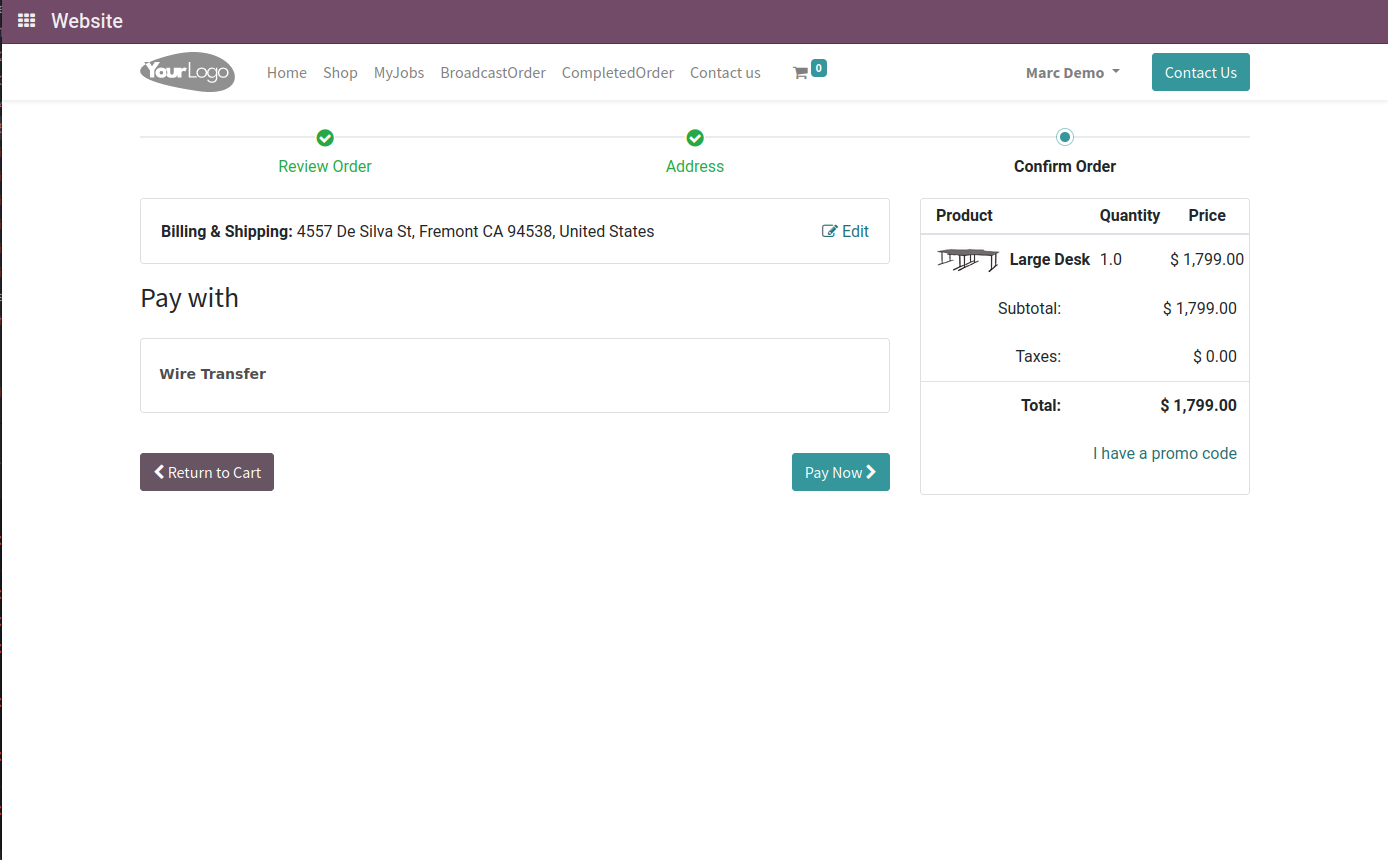 Website
YourLogo Home Shop MyJobs BroadcastOrder CompletedOrder Contact us 0 Marc Demo Contact Us
Review Order Address Confirm Order
Billing & Shipping: 4557 De Silva St, Fremont CA 94538, United States Edit
Pay with
Wire Transfer
Return to Cart Pay Now
Product Quantity Price
Large Desk 1.0 $ 1,799.00
Subtotal: $ 1,799.00
Taxes: $ 0.00
Total: $ 1,799.00
I have a promo code